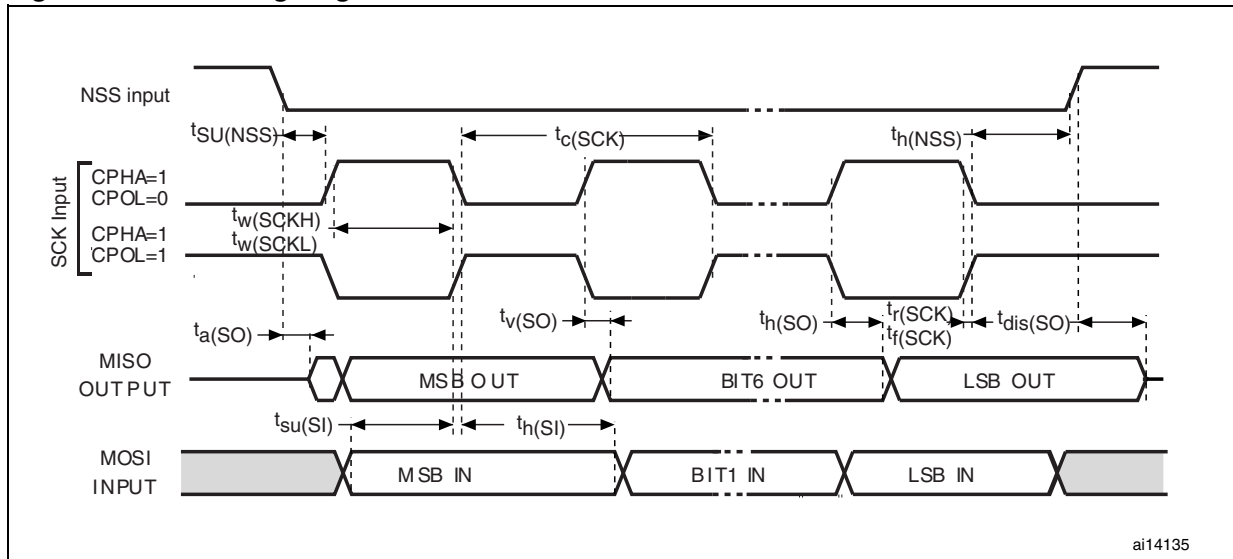 NSS input
tSU(NSS)
tc(SCK)
th(NSS)
SCK Input
CPHA=1
CPOL=0
tw(SCKH)
tw(SCKL)
CPHA=1
CPOL=1
ta(SO)
tv(SO)
th(SO)
tr(SCK)
tf(SCK)
tdis(SO)
MISO
OUTPUT
MSB OUT
BIT6 OUT
LSB OUT
tsu(SI)
th(SI)
MOSI
INPUT
MSB IN
BIT1 IN
LSB IN
ai14135